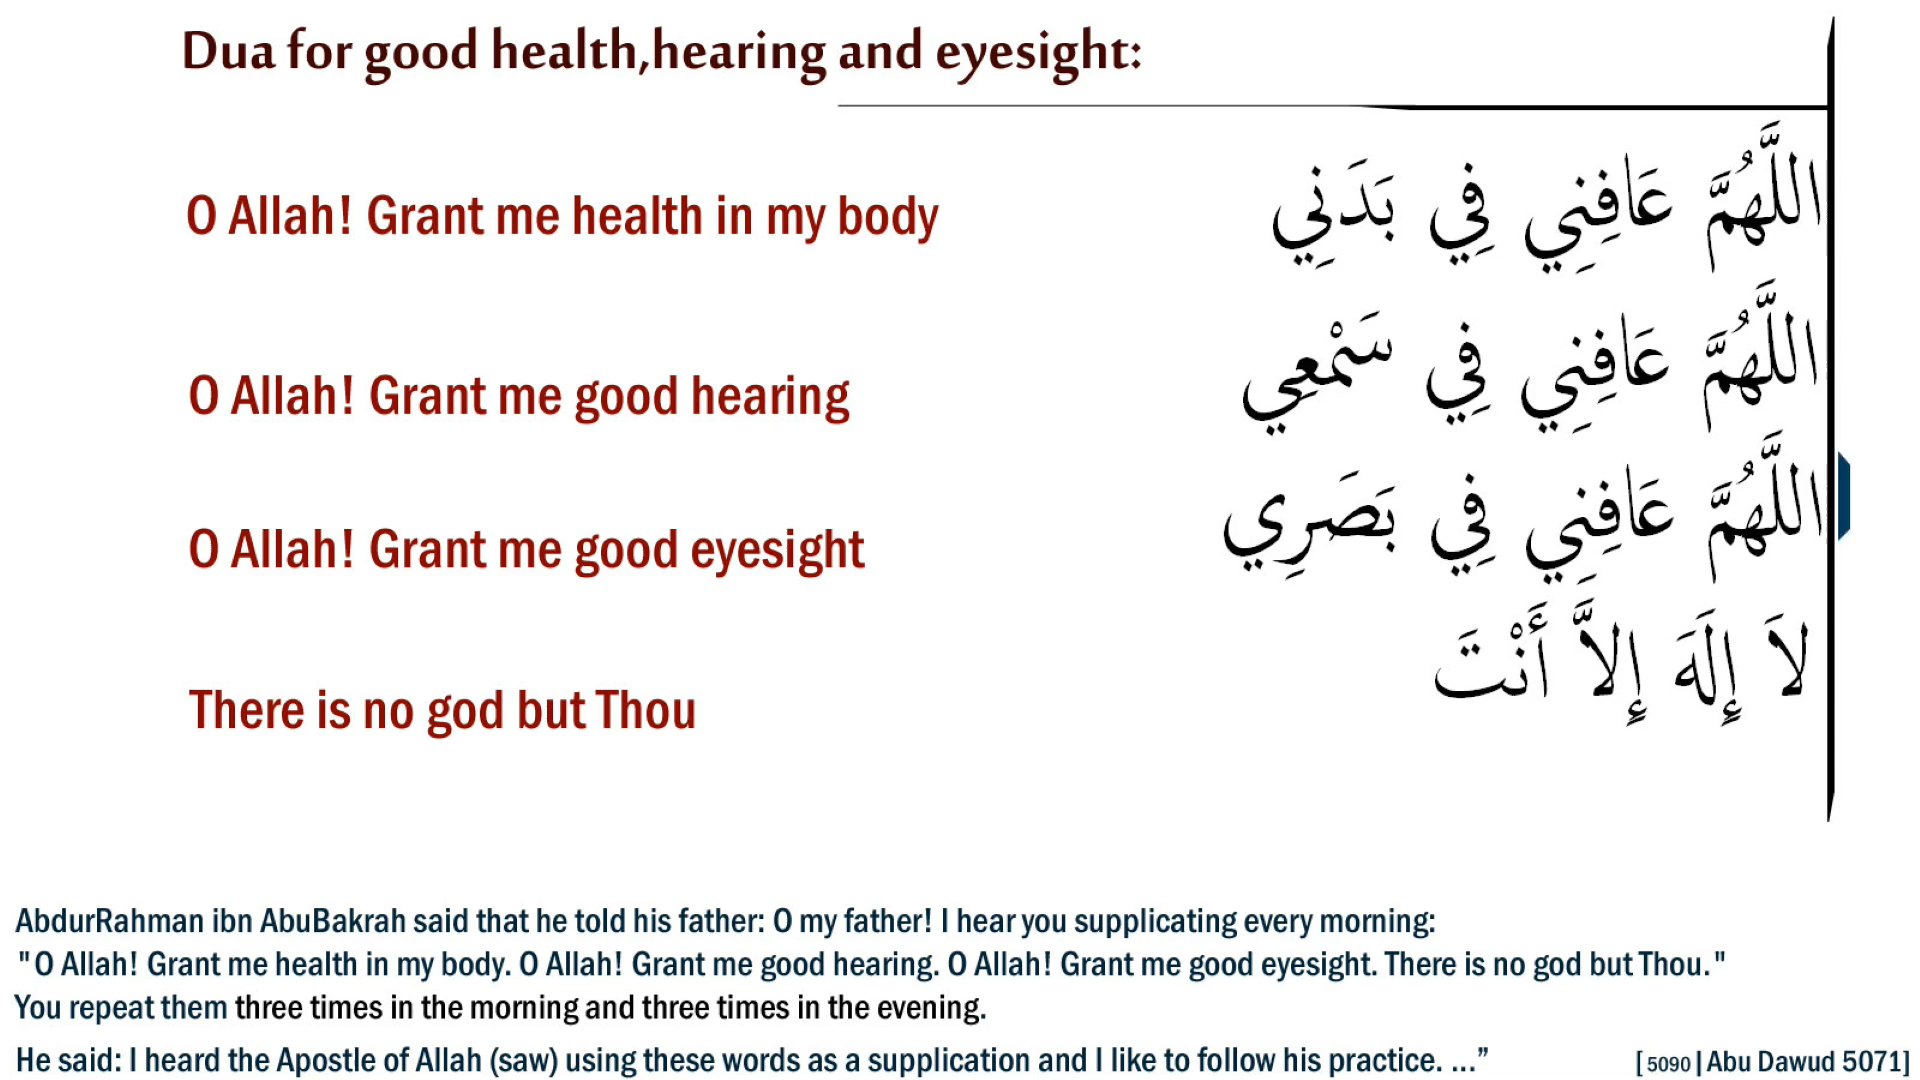 Dua for good health,hearing and eyesight:
O Allah! Grant me health in my body
اللَّهُمَّ عَافِنِي فِي بَدَنِي
O Allah! Grant me good hearing
اللَّهُمَّ عَافِنِي فِي سَمْعِي
O Allah! Grant me good eyesight
اللَّهُمَّ عَافِنِي فِي بَصَرِي
There is no god but Thou
لاَ إِلَهَ إِلاَّ أَنْتَ
AbdurRahman ibn AbuBakrah said that he told his father: O my father! I hear you supplicating every morning:
"O Allah! Grant me health in my body. O Allah! Grant me good hearing. O Allah! Grant me good eyesight. There is no god but Thou."
You repeat them three times in the morning and three times in the evening.
He said: I heard the Apostle of Allah (saw) using these words as a supplication and I like to follow his practice. ...” [ 5090 | Abu Dawud 5071]